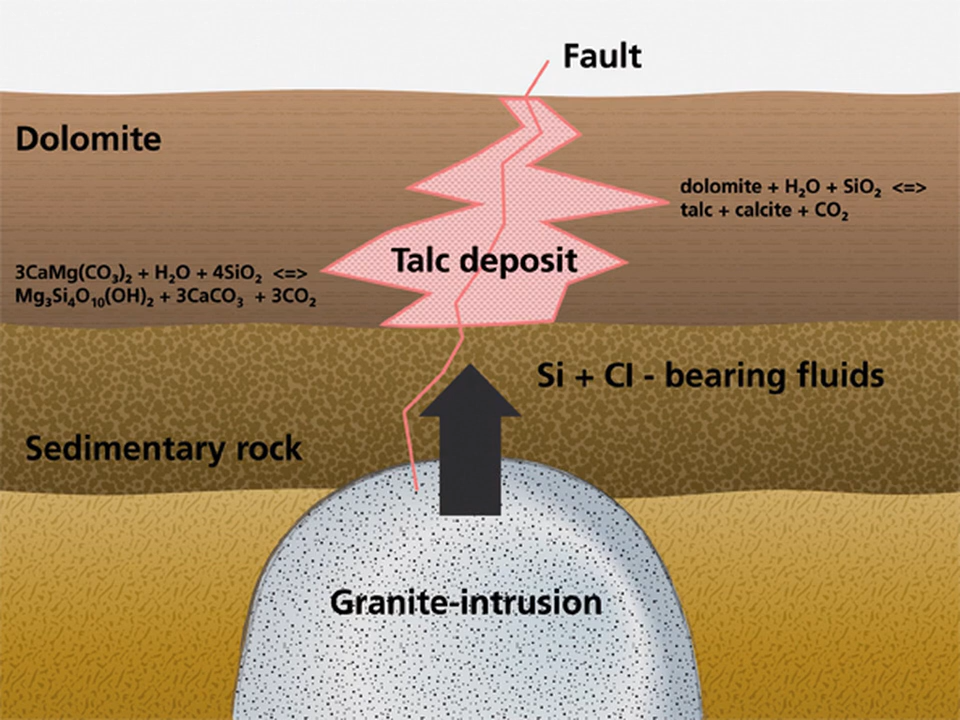 Fault
Dolomite
dolomite + H₂O + SiO₂ <=>
talc + calcite + CO₂
Talc deposit
3CaMg(CO₃)₂ + H₂O + 4SiO₂ <=>
Mg₃Si₄O₁₀(OH)₂ + 3CaCO₃ + 3CO₂
Si + Cl - bearing fluids
Sedimentary rock
Granite-intrusion